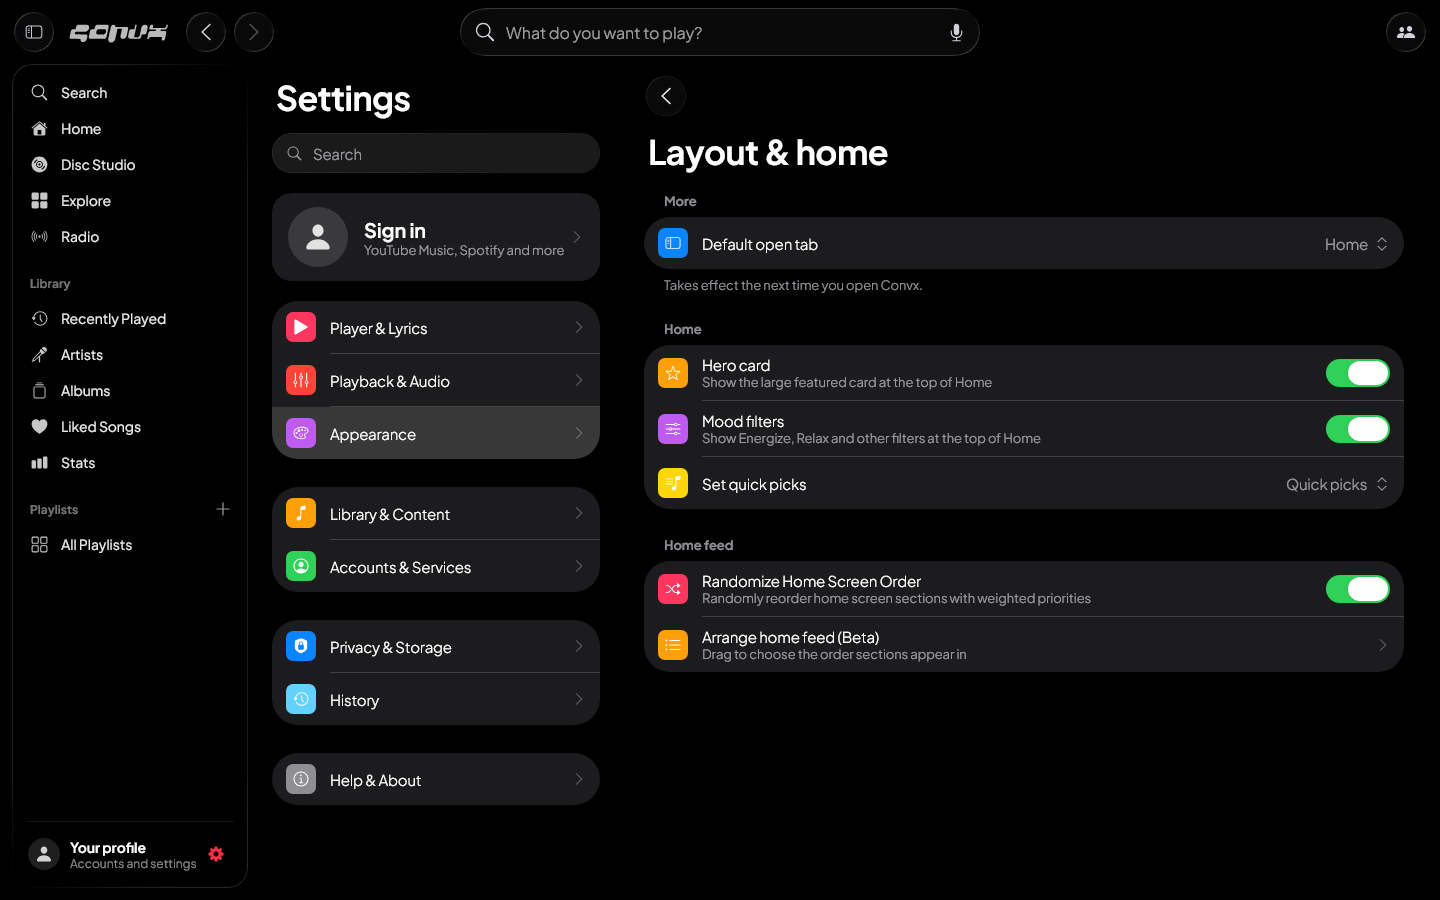 convx
What do you want to play?
Search
Home
Disc Studio
Explore
Radio
Library
Recently Played
Artists
Albums
Liked Songs
Stats
Playlists
All Playlists
Your profile
Accounts and settings
Settings
Search
Sign in
YouTube Music, Spotify and more
Player & Lyrics
Playback & Audio
Appearance
Library & Content
Accounts & Services
Privacy & Storage
History
Help & About
Layout & home
More
Default open tab
Home
Takes effect the next time you open Convx.
Home
Hero card
Show the large featured card at the top of Home
Mood filters
Show Energize, Relax and other filters at the top of Home
Set quick picks
Quick picks
Home feed
Randomize Home Screen Order
Randomly reorder home screen sections with weighted priorities
Arrange home feed (Beta)
Drag to choose the order sections appear in